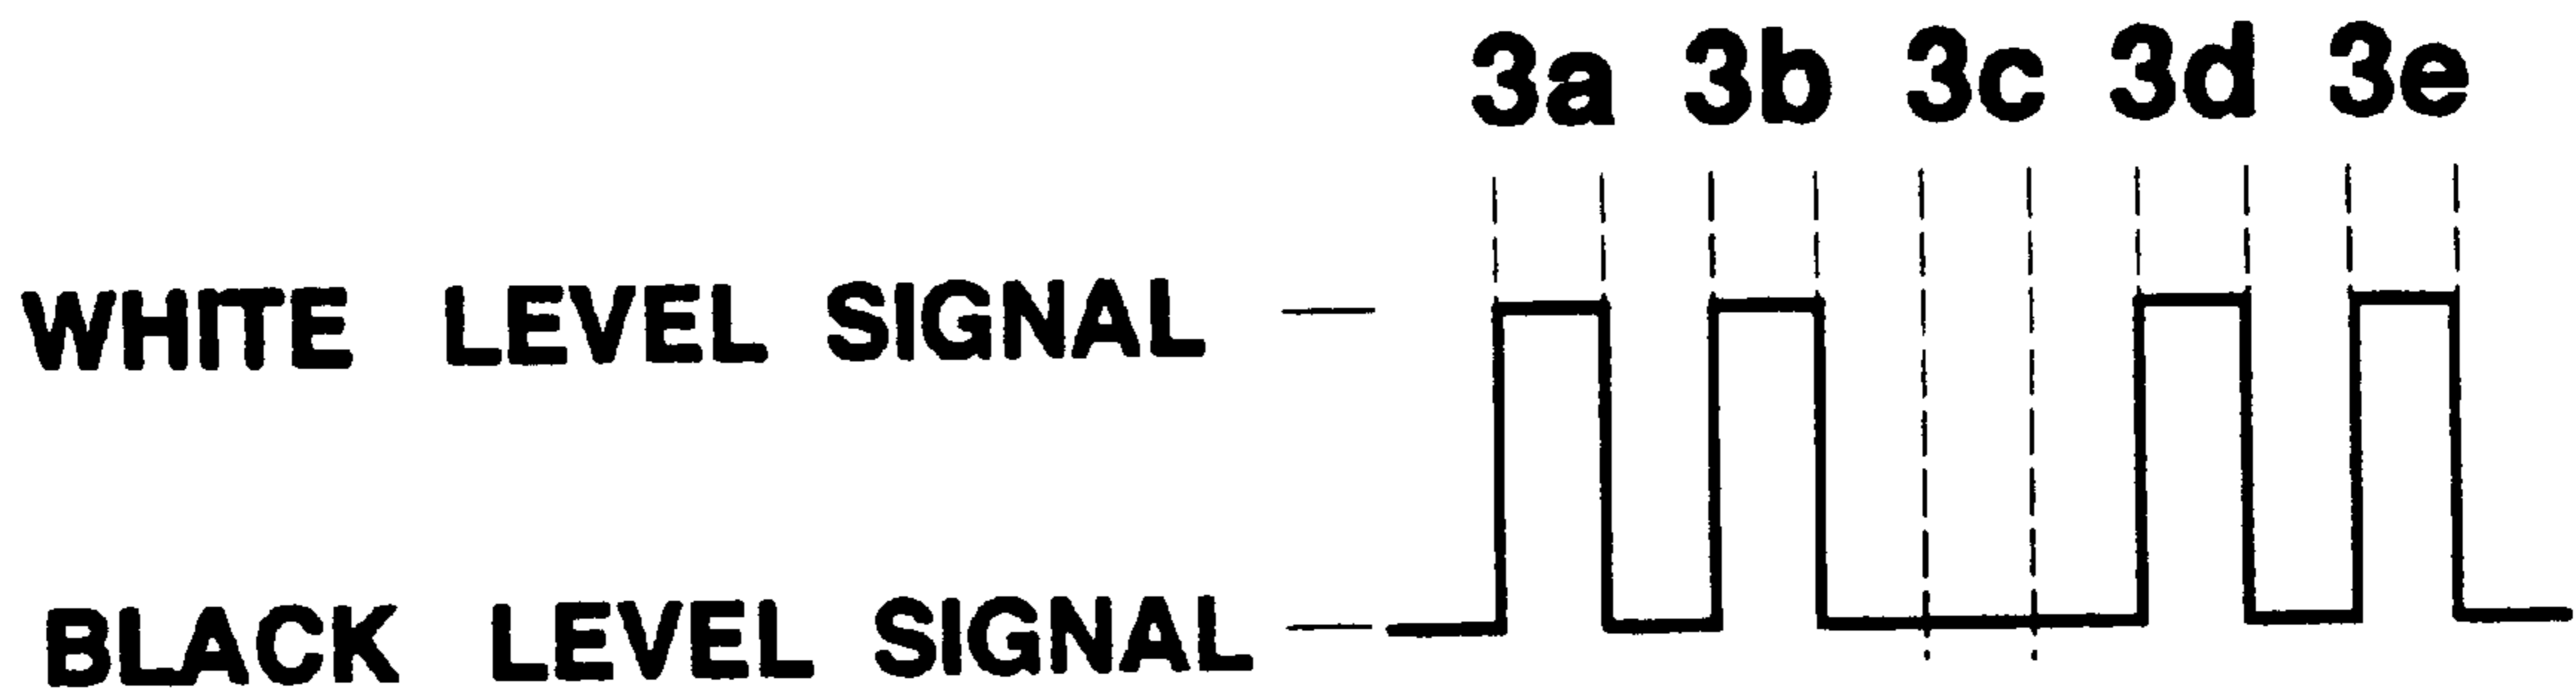 3a 3b 3c 3d 3e
WHITE LEVEL SIGNAL
BLACK LEVEL SIGNAL